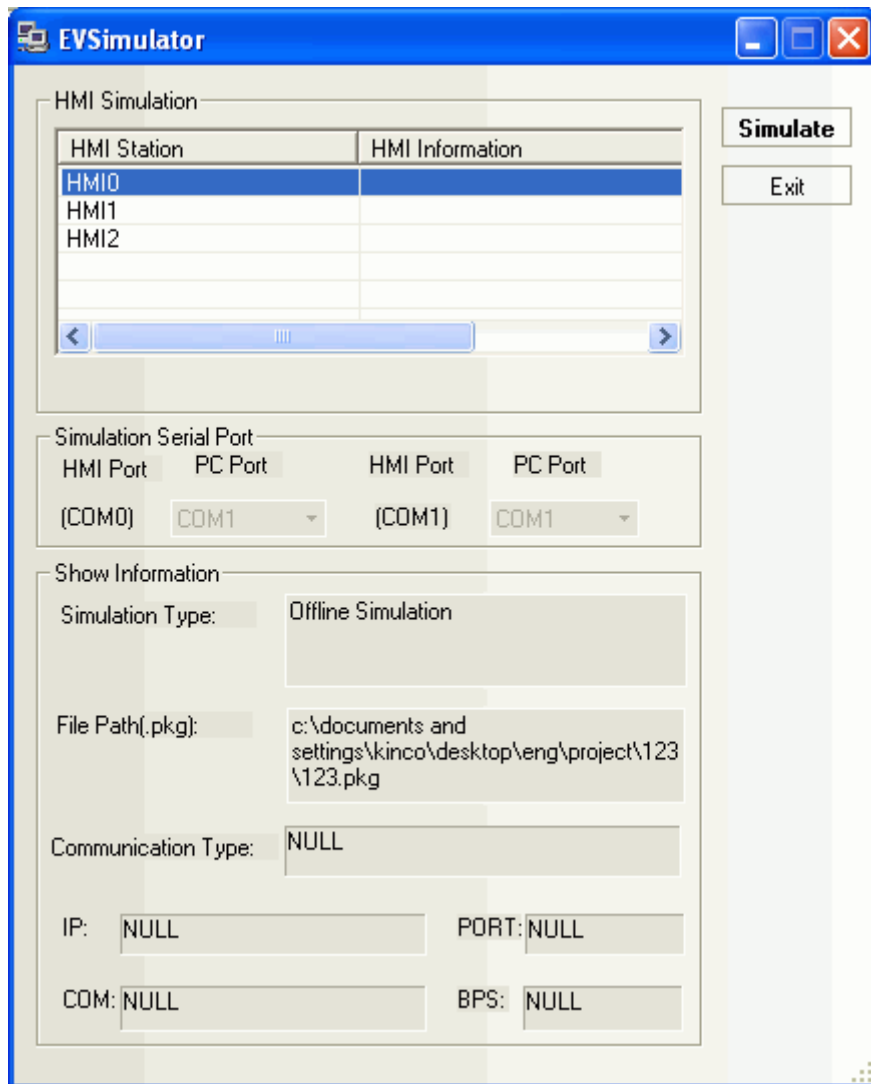 EVSimulator
HMI Simulation
HMI Station HMI Information
HMI0
HMI1
HMI2
Simulate
Exit
Simulation Serial Port
HMI Port PC Port HMI Port PC Port
(COM0) COM1 (COM1) COM1
Show Information
Simulation Type: Offline Simulation
File Path(.pkg): c:\documents and
settings\kinco\desktop\eng\project\123
\123.pkg
Communication Type: NULL
IP: NULL PORT: NULL
COM: NULL BPS: NULL